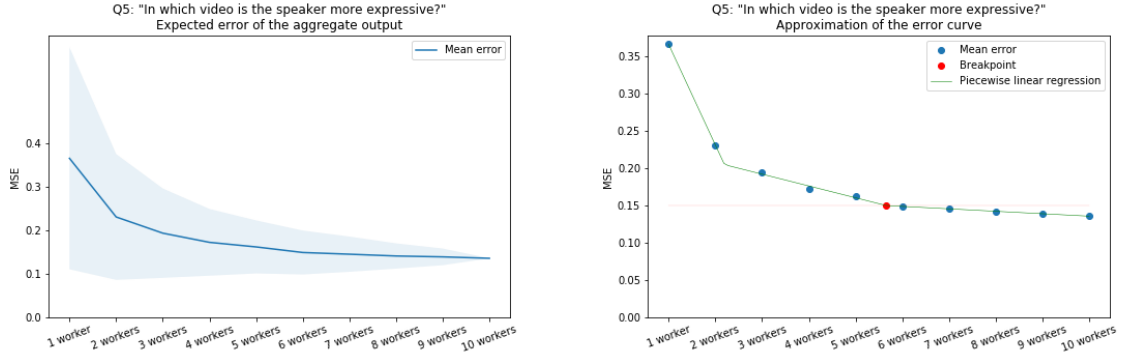 Q5: "In which video is the speaker more expressive?"
Expected error of the aggregate output
Mean error
0.4
0.3
0.2
0.1
0.0
MSE
1 worker
2 workers
3 workers
4 workers
5 workers
6 workers
7 workers
8 workers
9 workers
10 workers
Q5: "In which video is the speaker more expressive?"
Approximation of the error curve
Mean error
Breakpoint
Piecewise linear regression
0.35
0.30
0.25
0.20
0.15
0.10
0.05
0.00
MSE
1 worker
2 workers
3 workers
4 workers
5 workers
6 workers
7 workers
8 workers
9 workers
10 workers